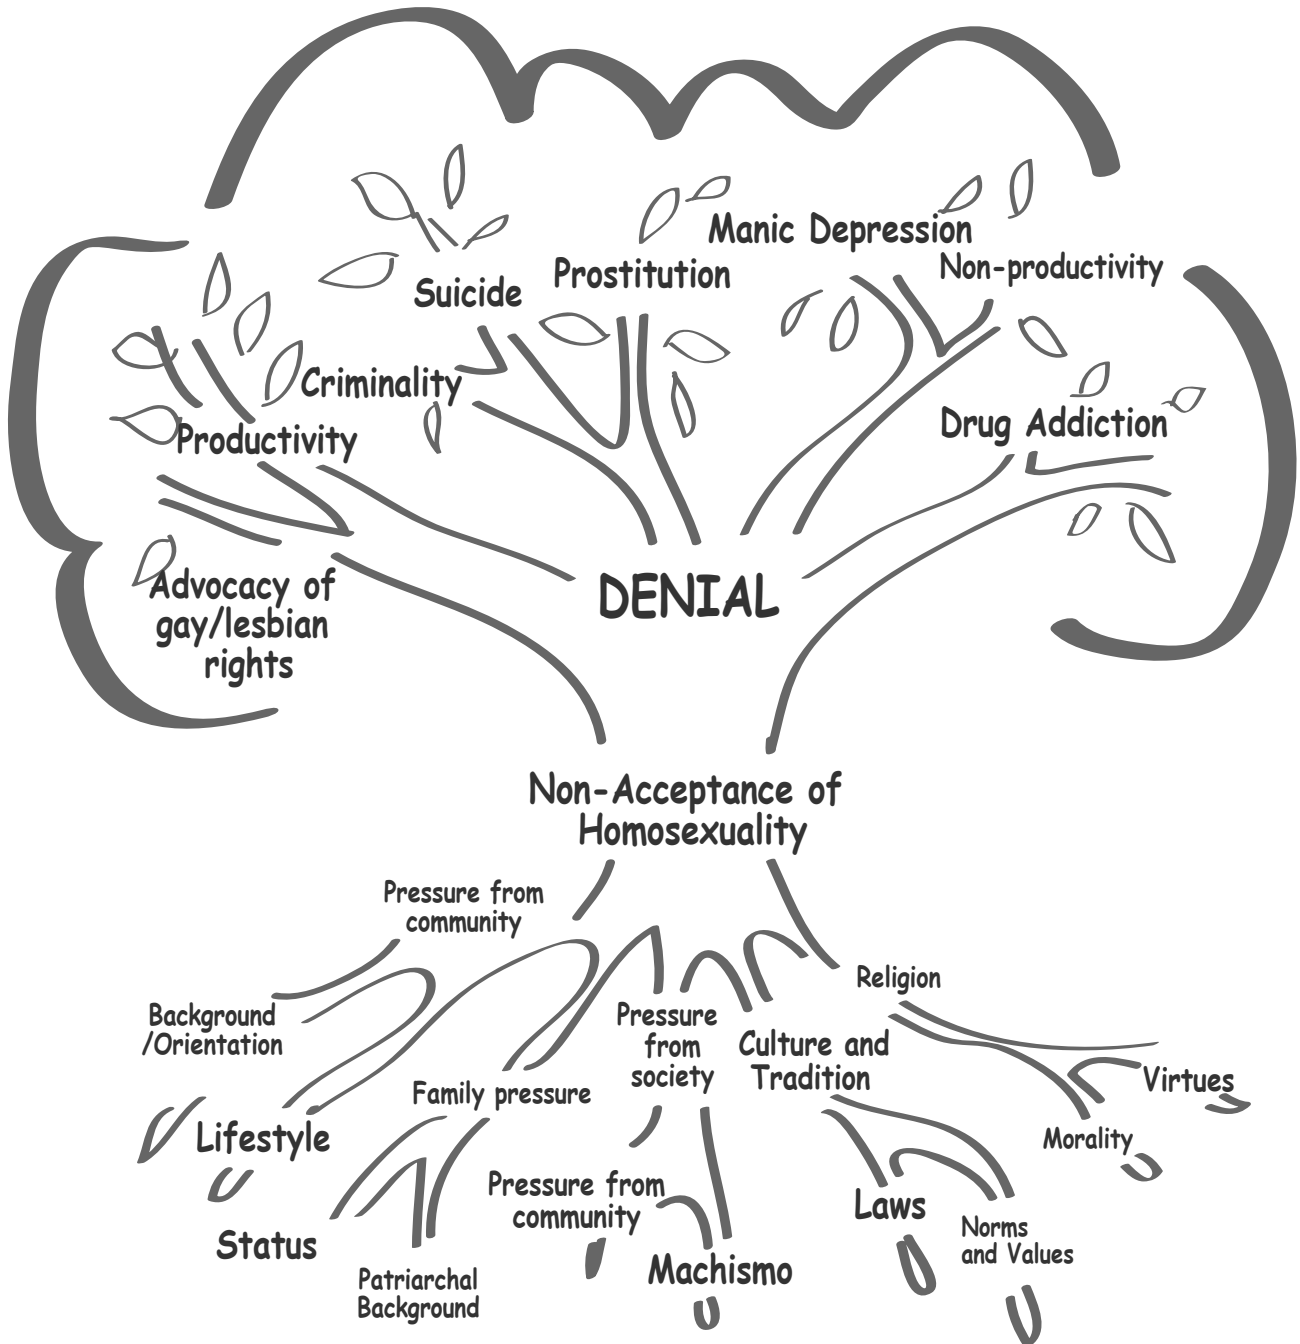 Manic Depression
Non-productivity
Prostitution
Suicide
Criminality
Productivity
Drug Addiction
Advocacy of
gay/lesbian
rights
DENIAL
Non-Acceptance of
Homosexuality
Pressure from
community
Religion
Background
/Orientation
Pressure
from
society
Culture and
Tradition
Family pressure
Virtues
Lifestyle
Morality
Pressure from
community
Laws
Norms
and Values
Status
Machismo
Patriarchal
Background